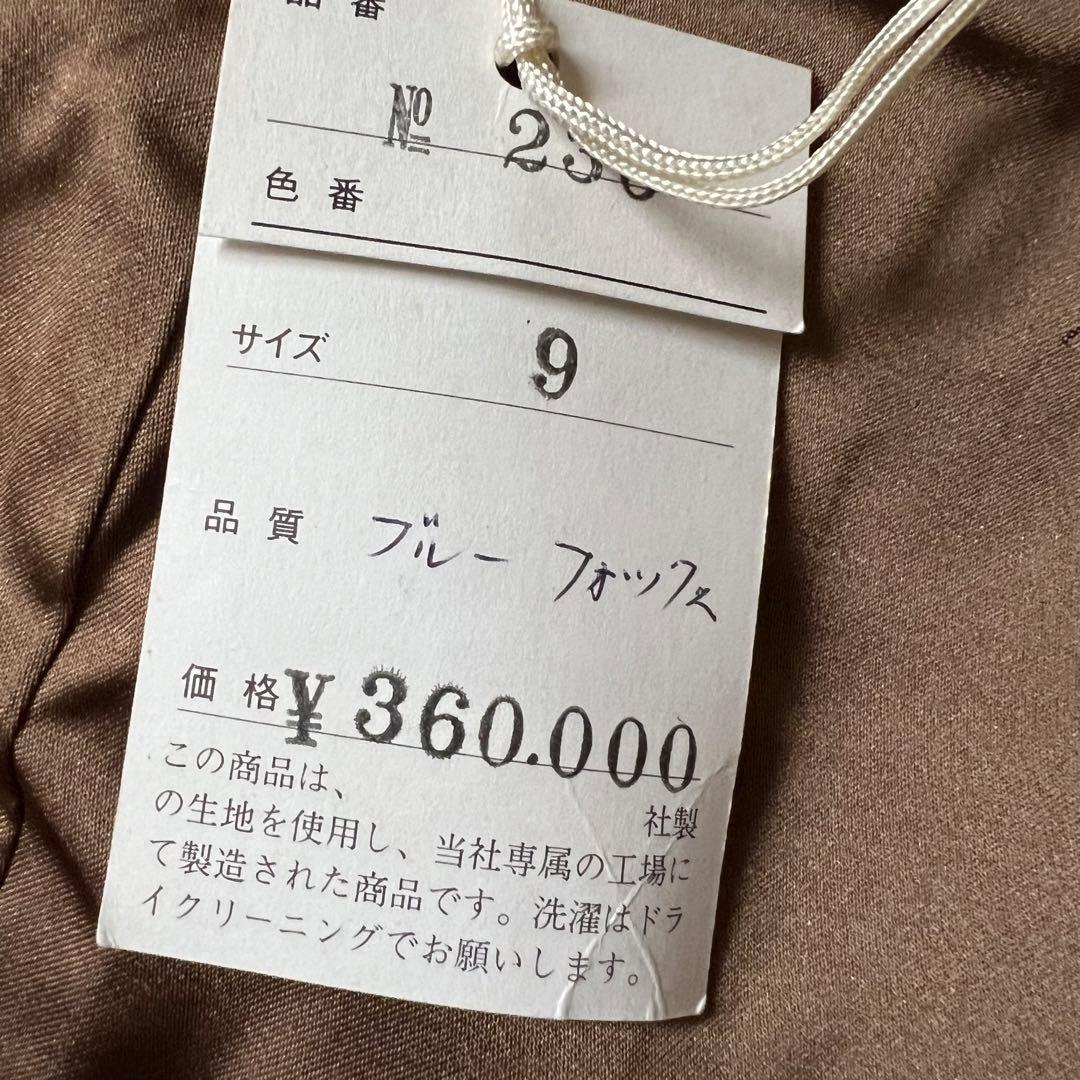 品番
№ 236
色番
サイズ 9
品質 ブルー フォックス
価格 ¥360.000
この商品は、 社製
の生地を使用し、当社専属の工場に
て製造された商品です。洗濯はドラ
イクリーニングでお願いします。